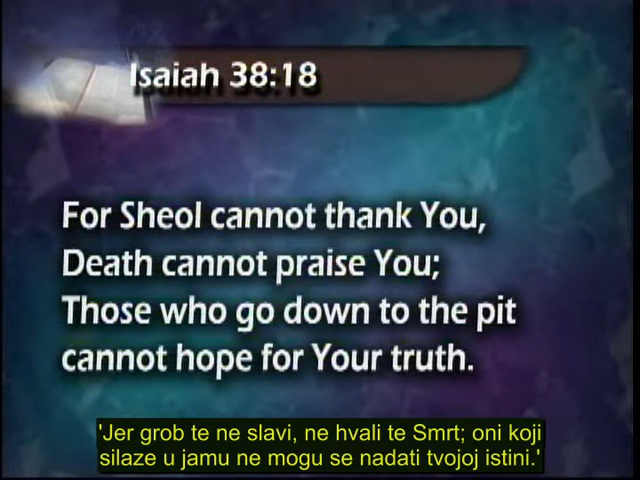 Isaiah 38:18
For Sheol cannot thank You,
Death cannot praise You;
Those who go down to the pit
cannot hope for Your truth.
'Jer grob te ne slavi, ne hvali te Smrt; oni koji
silaze u jamu ne mogu se nadati tvojoj istini.'